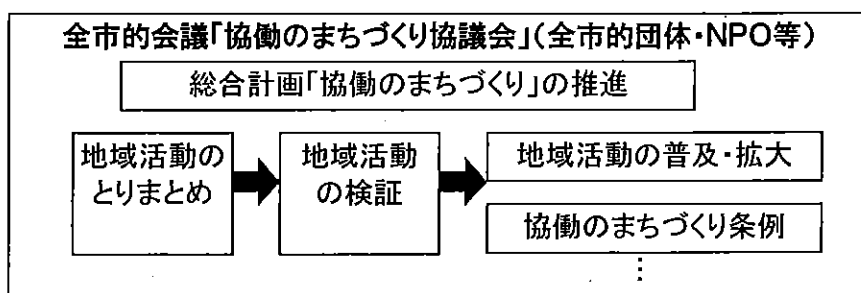 全市的会議「協働のまちづくり協議会」(全市的団体・NPO等)
総合計画「協働のまちづくり」の推進
地域活動の
とりまとめ
地域活動
の検証
地域活動の普及・拡大
協働のまちづくり条例
⋮